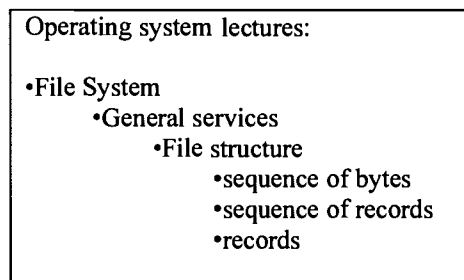 Operating system lectures:
•File System
•General services
•File structure
•sequence of bytes
•sequence of records
•records